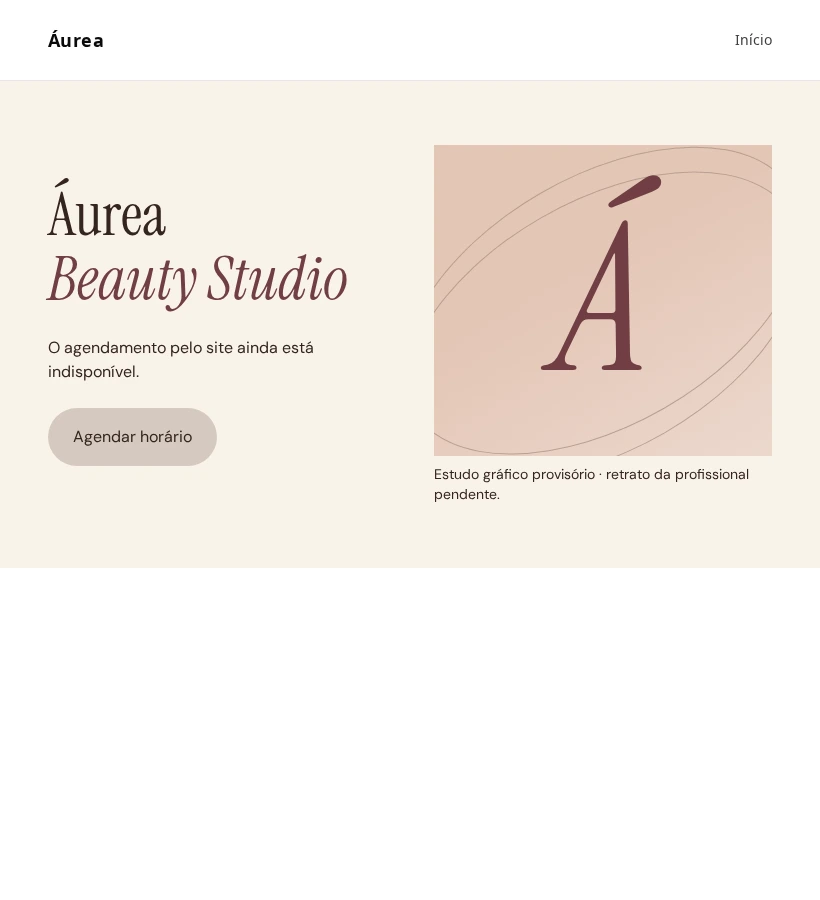 Áurea
Início
Áurea
Beauty Studio
O agendamento pelo site ainda está
indisponível.
Agendar horário
Á
Estudo gráfico provisório · retrato da profissional
pendente.